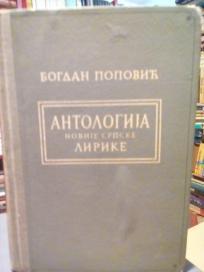 БОГДАН ПОПОВИЋ
АНТОЛОГИЈА
НОВИЈЕ СРПСКЕ
ЛИРИКЕ